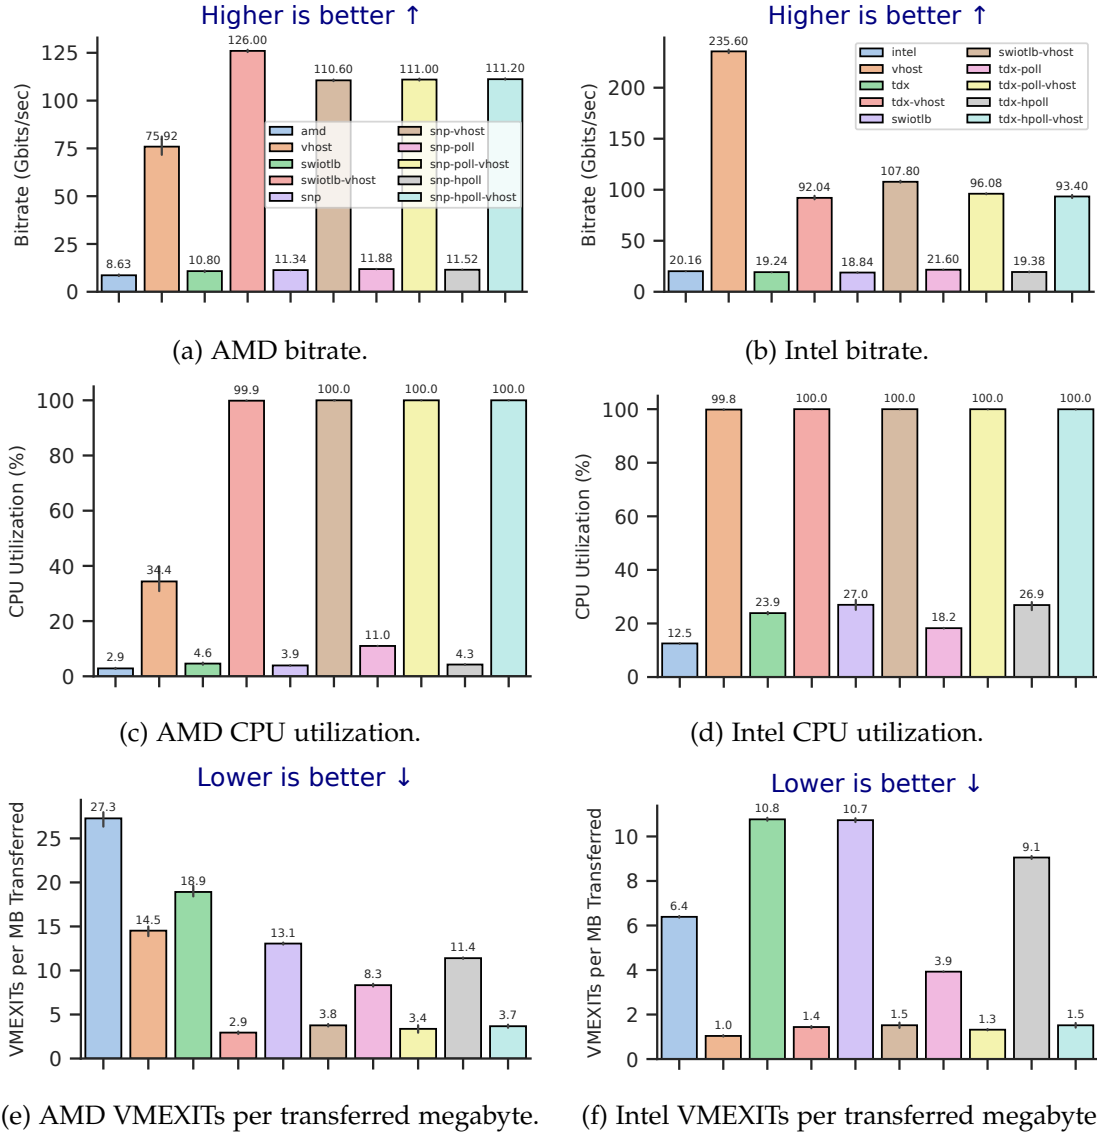 Higher is better ↑
Bitrate (Gbits/sec)
125
100
75
50
25
0
8.63
75.92
10.80
126.00
11.34
110.60
11.88
111.00
11.52
111.20
amd
vhost
swiotlb
swiotlb-vhost
snp
snp-vhost
snp-poll
snp-poll-vhost
snp-hpoll
snp-hpoll-vhost
(a) AMD bitrate.
Higher is better ↑
Bitrate (Gbits/sec)
200
150
100
50
0
20.16
235.60
19.24
92.04
18.84
107.80
21.60
96.08
19.38
93.40
intel
vhost
tdx
tdx-vhost
swiotlb
swiotlb-vhost
tdx-poll
tdx-poll-vhost
tdx-hpoll
tdx-hpoll-vhost
(b) Intel bitrate.
CPU Utilization (%)
100
80
60
40
20
0
2.9
34.4
4.6
99.9
3.9
100.0
11.0
100.0
4.3
100.0
(c) AMD CPU utilization.
CPU Utilization (%)
100
80
60
40
20
0
12.5
99.8
23.9
100.0
27.0
100.0
18.2
100.0
26.9
100.0
(d) Intel CPU utilization.
Lower is better ↓
VMEXITs per MB Transferred
25
20
15
10
5
0
27.3
14.5
18.9
2.9
13.1
3.8
8.3
3.4
11.4
3.7
(e) AMD VMEXITs per transferred megabyte.
Lower is better ↓
VMEXITs per MB Transferred
10
8
6
4
2
0
6.4
1.0
10.8
1.4
10.7
1.5
3.9
1.3
9.1
1.5
(f) Intel VMEXITs per transferred megabyte